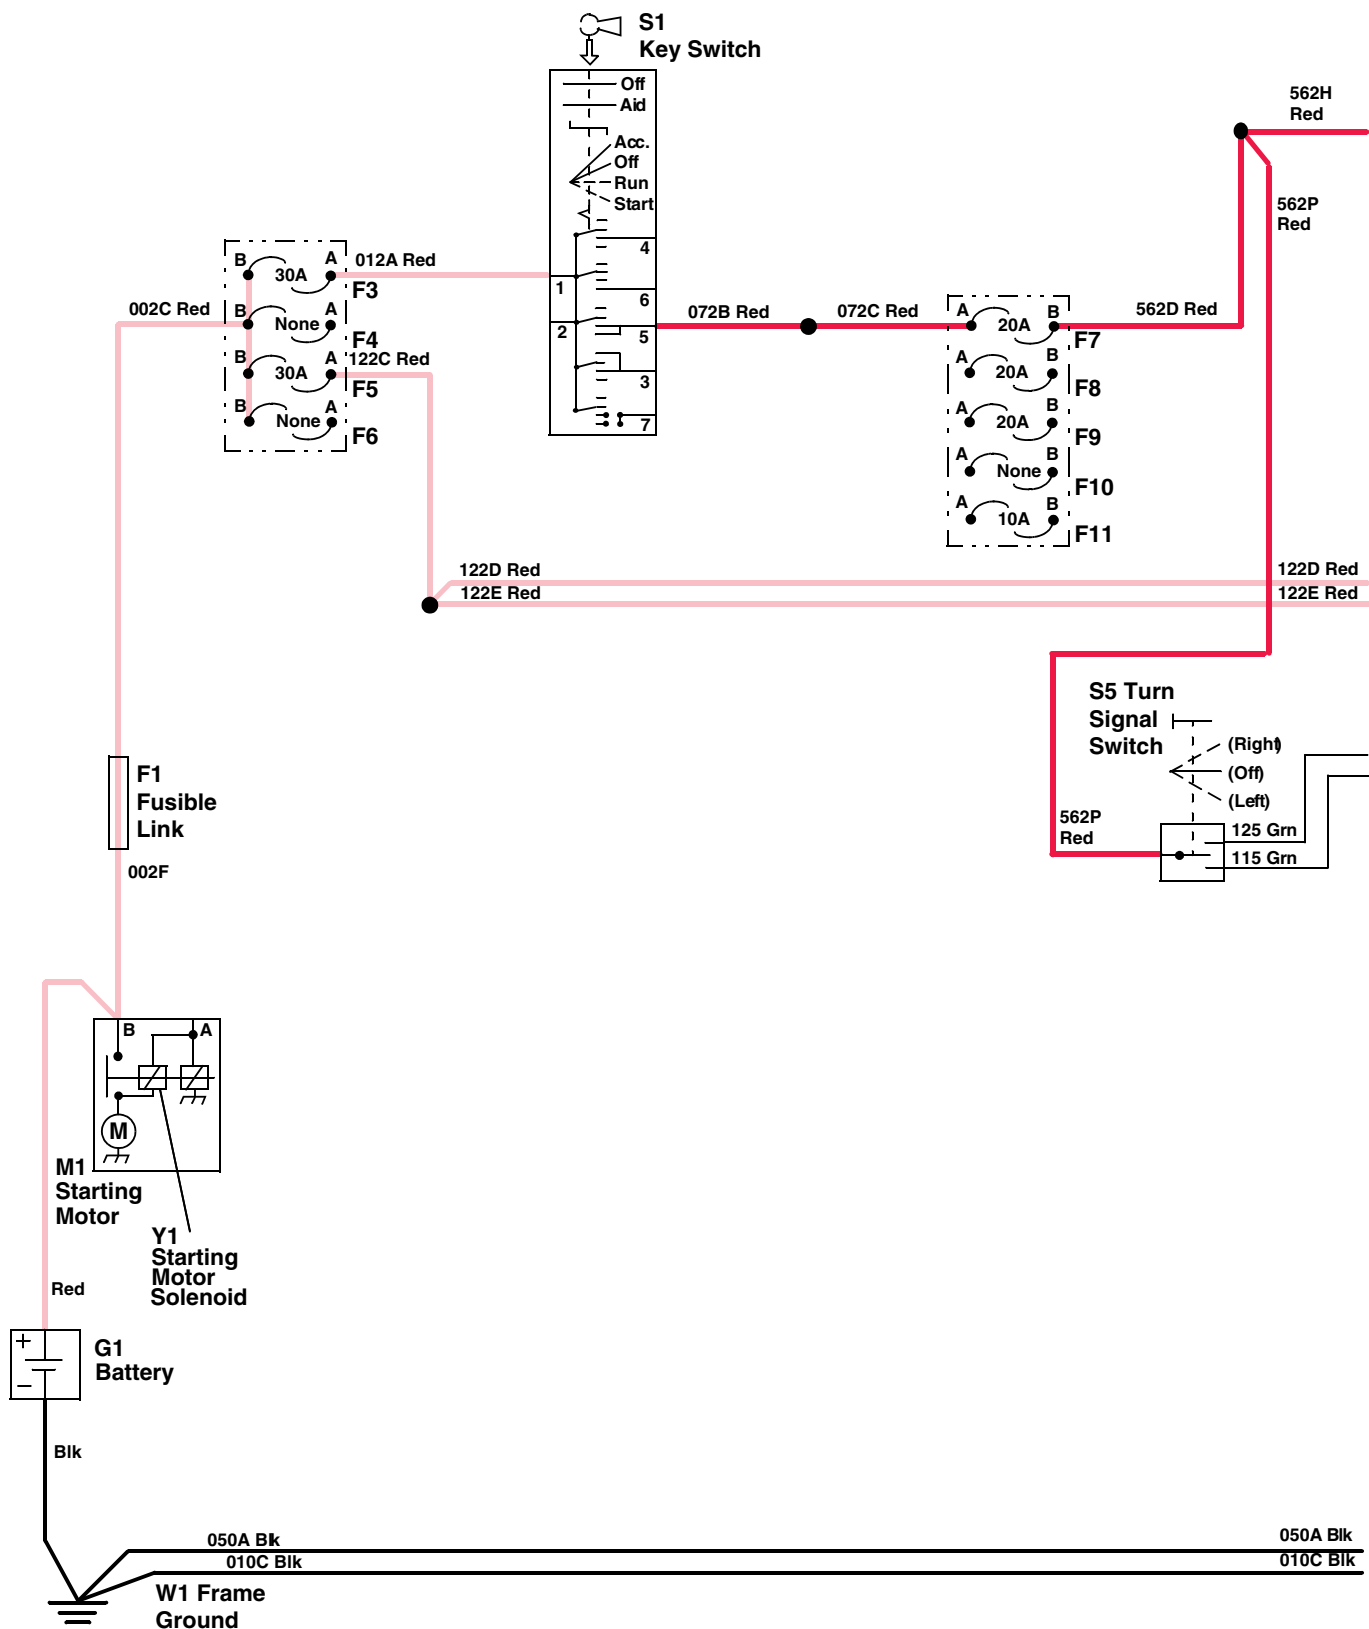 S1
Key Switch
Off
Aid
Acc.
Off
Run
Start
4
1
6
2
5
3
7
562H
Red
562P
Red
B
30A
A
F3
012A Red
002C Red
B
None
A
F4
B
30A
A
F5
122C Red
B
None
A
F6
072B Red
072C Red
A
20A
B
F7
562D Red
A
20A
B
F8
A
20A
B
F9
A
None
B
F10
A
10A
B
F11
122D Red
122E Red
122D Red
122E Red
S5 Turn
Signal
Switch
(Right)
(Off)
(Left)
562P
Red
125 Grn
115 Grn
F1
Fusible
Link
002F
B
A
M
M1
Starting
Motor
Y1
Starting
Motor
Solenoid
Red
+
−
G1
Battery
Blk
050A Blk
010C Blk
050A Blk
010C Blk
W1 Frame
Ground